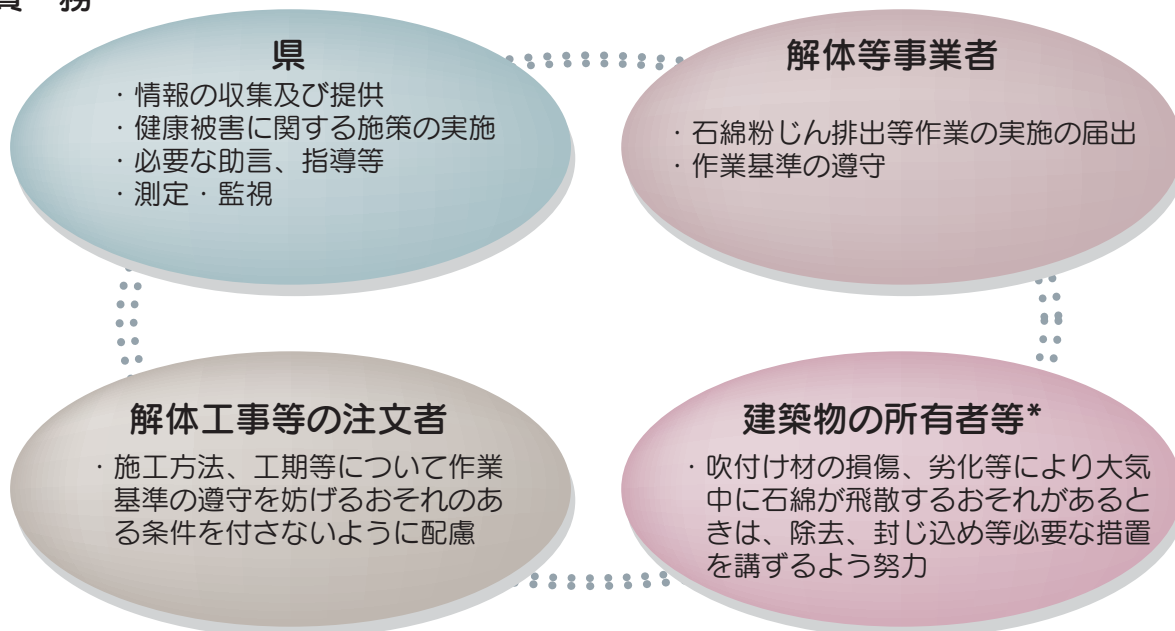 責務
県
・情報の収集及び提供
・健康被害に関する施策の実施
・必要な助言、指導等
・測定・監視
解体等事業者
・石綿粉じん排出等作業の実施の届出
・作業基準の遵守
解体工事等の注文者
・施工方法、工期等について作業
基準の遵守を妨げるおそれのあ
る条件を付さないように配慮
建築物の所有者等*
・吹付け材の損傷、劣化等により大気
中に石綿が飛散するおそれがあると
きは、除去、封じ込め等必要な措置
を講ずるよう努力